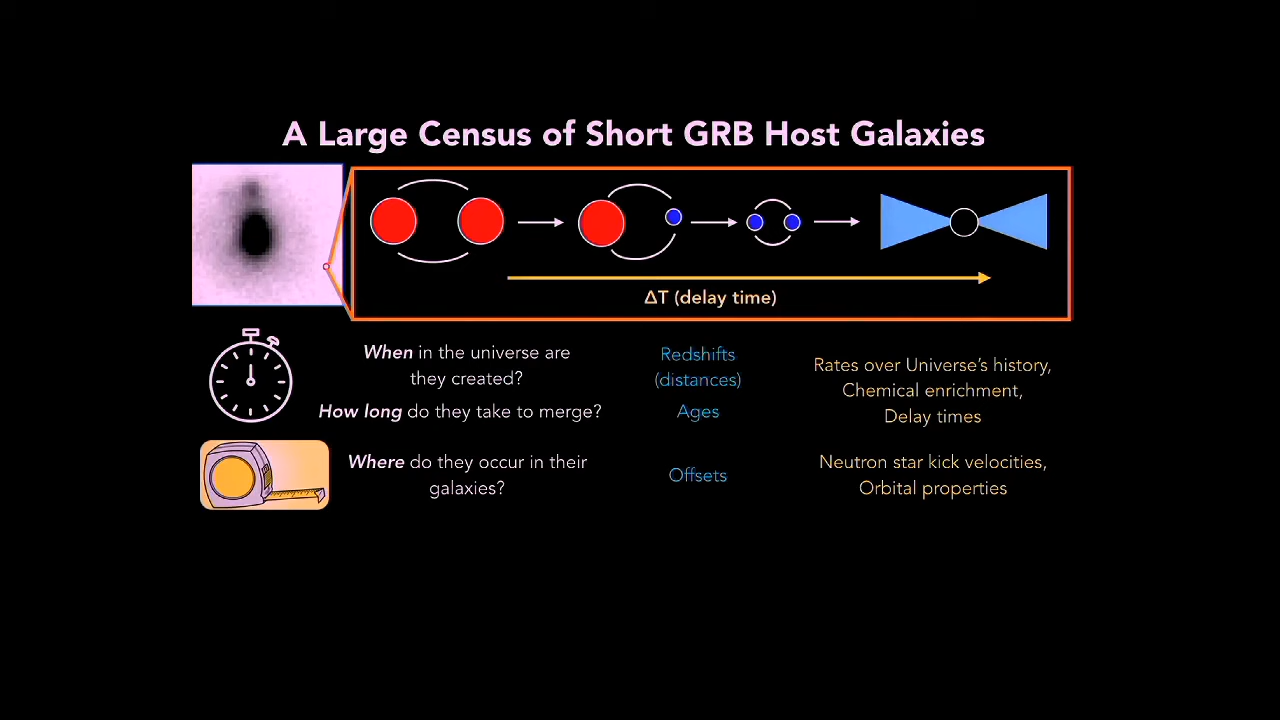 A Large Census of Short GRB Host Galaxies
ΔT (delay time)
When in the universe are
they created?
Redshifts
(distances)
Rates over Universe's history,
Chemical enrichment,
Delay times
How long do they take to merge?
Ages
Where do they occur in their
galaxies?
Offsets
Neutron star kick velocities,
Orbital properties